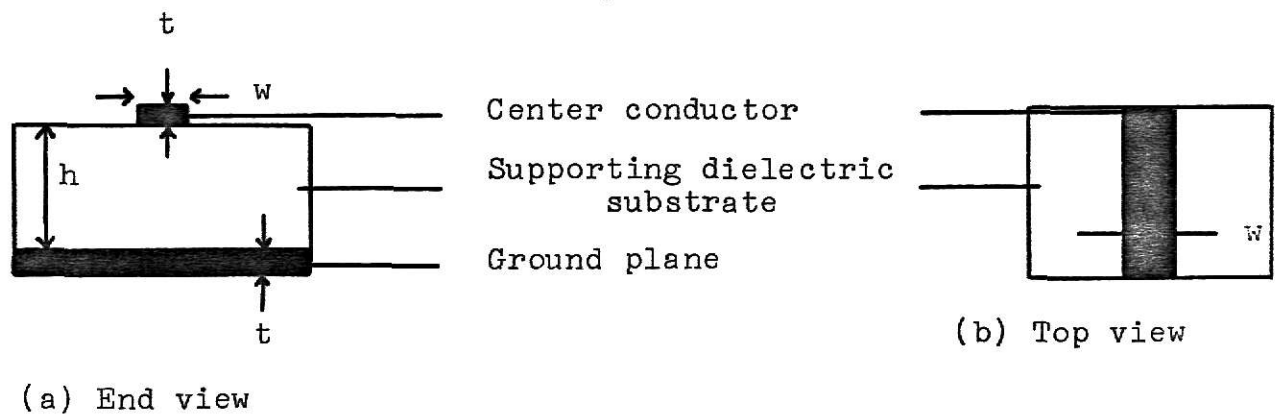 t
w
Center conductor
h
Supporting dielectric
substrate
w
Ground plane
t
(b) Top view
(a) End view